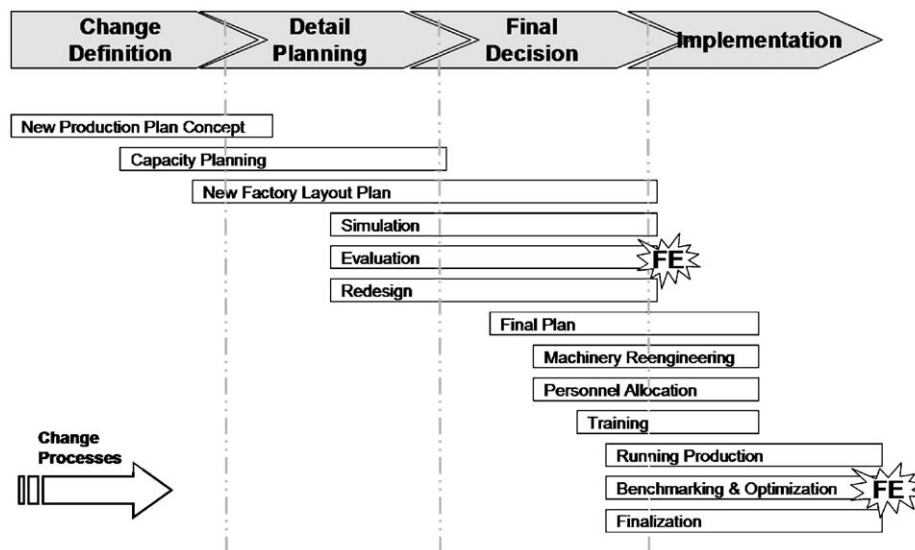 Change
Definition
Detail
Planning
Final
Decision
Implementation
New Production Plan Concept
Capacity Planning
New Factory Layout Plan
Simulation
Evaluation
FE
Redesign
Final Plan
Machinery Reengineering
Personnel Allocation
Training
Change
Processes
Running Production
Benchmarking & Optimization
FE
Finalization